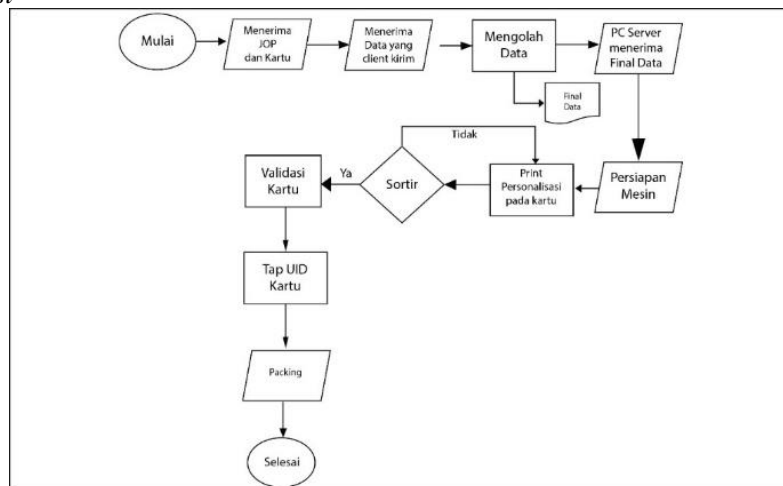 Mulai
Menerima
JOP
dan Kartu
Menerima
Data yang
client kirim
Mengolah
Data
PC Server
menerima
Final Data
Final
Data
Tidak
Validasi
Kartu
Ya
Sortir
Print
Personalisasi
pada kartu
Persiapan
Mesin
Tap UID
Kartu
Packing
Selesai